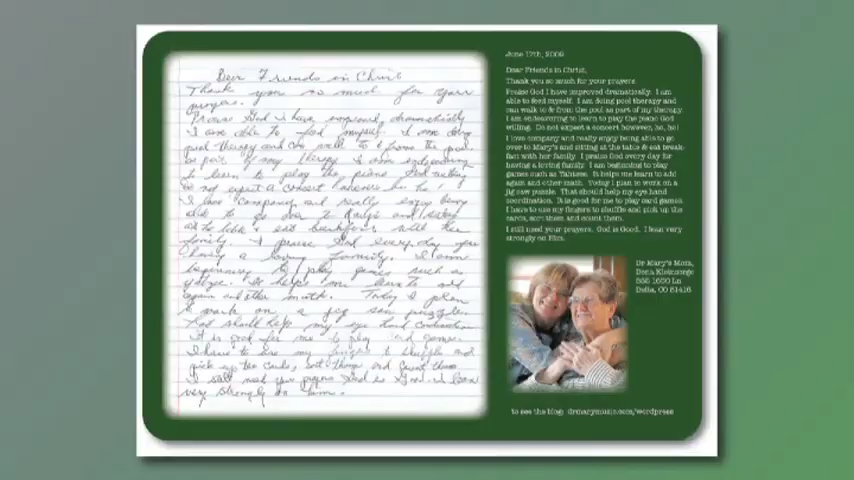 Dear Friends in Christ
Thank you so much for your
prayers.
Praise God I have improved dramatically
I am able to feed myself. I am doing
pool therapy and can walk to & from the pool
as part of my therapy. I am endeavoring
to learn to play the piano God willing
Do not expect a concert however ho ho!
I love company and really enjoy being
able to go over to Mary's and sitting
at the table & eat breakfast with her
family. I praise God every day for
having a loving family. I am
beginning to play games such as
Yahtzee. It helps me learn to add
again and other math. Today I plan
to work on a jig saw puzzle.
That should help my eye hand coordination
It is good for me to play card games.
I have to use my fingers to shuffle and
pick up the cards, sort them and count them.
I still need your prayers God is Good. I lean
very strongly on Him.
June 17th, 2009
Dear Friends in Christ,
Thank you so much for your prayers
Praise God I have improved dramatically. I am
able to feed myself. I am doing pool therapy and
can walk to & from the pool as part of my therapy.
I am endeavoring to learn to play the piano God
willing. Do not expect a concert however, ho, ho!
I love company and really enjoy being able to go
over to Mary's and sitting at the table & eat break-
fast with her family. I praise God every day for
having a loving family. I am beginning to play
games such as Yahtzee. It helps me learn to add
again and other math. Today I plan to work on a
jig saw puzzle. That should help my eye hand
coordination. It is good for me to play card games.
I have to use my fingers to shuffle and pick up the
cards, sort them and count them.
I still need your prayers. God is Good. I lean very
strongly on Him.
Dr Mary's Mom,
Dora Kleinsorge
Ln
Delta, CO 81416
to see the blog: drmarymusic.com/wordpress